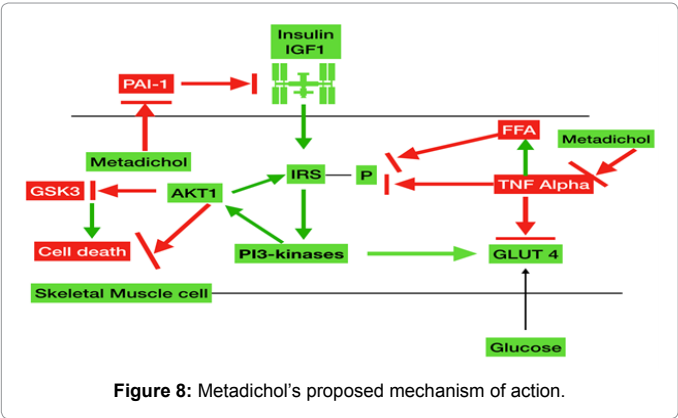 Insulin
IGF1
PAI-1
FFA
Metadichol
Metadichol
IRS
P
GSK3
AKT1
TNF Alpha
Cell death
PI3-kinases
GLUT 4
Skeletal Muscle cell
Glucose
Figure 8: Metadichol's proposed mechanism of action.